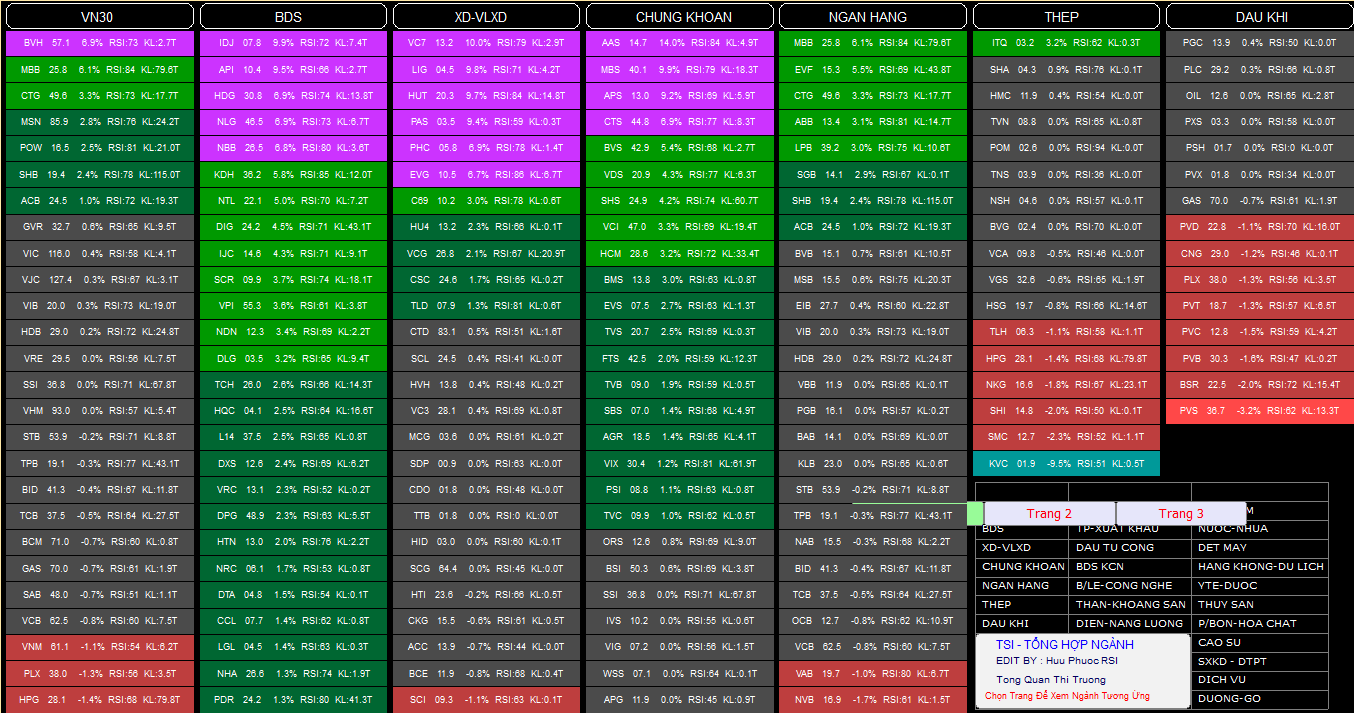 VN30 BDS XD-VLXD CHUNG KHOAN NGAN HANG THEP DAU KHI
BVH 57.1 6.9% RSI:73 KL:2.7T IDJ 07.8 9.9% RSI:72 KL:7.4T VC7 13.2 10.0% RSI:79 KL:2.9T AAS 14.7 14.0% RSI:84 KL:4.9T MBB 25.8 6.1% RSI:84 KL:79.6T ITQ 03.2 3.2% RSI:62 KL:0.3T PGC 13.9 0.4% RSI:50 KL:0.0T
MBB 25.8 6.1% RSI:84 KL:79.6T API 10.4 9.5% RSI:66 KL:2.7T LIG 04.5 9.8% RSI:71 KL:4.2T MBS 40.1 9.9% RSI:79 KL:18.3T EVF 15.3 5.5% RSI:69 KL:43.8T SHA 04.3 0.9% RSI:76 KL:0.1T PLC 29.2 0.3% RSI:66 KL:0.8T
CTG 49.6 3.3% RSI:73 KL:17.7T HDG 30.8 6.9% RSI:74 KL:13.8T HUT 20.3 9.7% RSI:84 KL:14.8T APS 13.0 9.2% RSI:69 KL:5.9T CTG 49.6 3.3% RSI:73 KL:17.7T HMC 11.9 0.4% RSI:54 KL:0.0T OIL 12.6 0.0% RSI:65 KL:2.8T
MSN 85.9 2.8% RSI:76 KL:24.2T NLG 46.5 6.9% RSI:73 KL:6.7T PAS 03.5 9.4% RSI:59 KL:0.3T CTS 44.8 6.9% RSI:77 KL:8.3T ABB 13.4 3.1% RSI:81 KL:14.7T TVN 08.8 0.0% RSI:65 KL:0.8T PXS 03.3 0.0% RSI:58 KL:0.0T
POW 16.5 2.5% RSI:81 KL:21.0T NBB 26.5 6.8% RSI:80 KL:3.6T PHC 05.8 6.9% RSI:78 KL:1.4T BVS 42.9 5.4% RSI:68 KL:2.7T LPB 39.2 3.0% RSI:75 KL:10.6T POM 02.6 0.0% RSI:94 KL:0.0T PSH 01.7 0.0% RSI:0 KL:0.0T
SHB 19.4 2.4% RSI:78 KL:115.0T KDH 36.2 5.8% RSI:85 KL:12.0T EVG 10.5 6.7% RSI:86 KL:6.7T VDS 20.9 4.3% RSI:77 KL:6.3T SGB 14.1 2.9% RSI:67 KL:0.1T TNS 03.9 0.0% RSI:36 KL:0.0T PVX 01.8 0.0% RSI:34 KL:0.0T
ACB 24.5 1.0% RSI:72 KL:19.3T NTL 22.1 5.0% RSI:70 KL:7.2T C69 10.2 3.0% RSI:78 KL:0.6T SHS 24.9 4.2% RSI:74 KL:60.7T SHB 19.4 2.4% RSI:78 KL:115.0T NSH 04.6 0.0% RSI:57 KL:0.1T GAS 70.0 -0.7% RSI:61 KL:1.9T
GVR 32.7 0.6% RSI:65 KL:9.5T DIG 24.2 4.5% RSI:71 KL:43.1T HU4 13.2 2.3% RSI:66 KL:0.1T VCI 47.0 3.3% RSI:69 KL:19.4T ACB 24.5 1.0% RSI:72 KL:19.3T BVG 02.4 0.0% RSI:70 KL:0.0T PVD 22.8 -1.1% RSI:70 KL:16.0T
VIC 116.0 0.4% RSI:58 KL:4.1T IJC 14.6 4.3% RSI:71 KL:9.1T VCG 26.8 2.1% RSI:67 KL:20.9T HCM 28.6 3.2% RSI:72 KL:33.4T BVB 15.1 0.7% RSI:61 KL:10.5T VCA 09.8 -0.5% RSI:46 KL:0.0T CNG 29.0 -1.2% RSI:46 KL:0.1T
VJC 127.4 0.3% RSI:67 KL:3.1T SCR 09.9 3.7% RSI:74 KL:18.1T CSC 24.6 1.7% RSI:65 KL:0.2T BMS 13.8 3.0% RSI:63 KL:0.8T MSB 15.5 0.6% RSI:75 KL:20.3T VGS 32.6 -0.6% RSI:65 KL:1.9T PLX 38.0 -1.3% RSI:56 KL:3.5T
VIB 20.0 0.3% RSI:73 KL:19.0T VPI 55.3 3.6% RSI:61 KL:3.8T TLD 07.9 1.3% RSI:81 KL:0.6T EVS 07.5 2.7% RSI:63 KL:1.3T EIB 27.7 0.4% RSI:60 KL:22.8T HSG 19.7 -0.8% RSI:66 KL:14.6T PVT 18.7 -1.3% RSI:57 KL:6.5T
HDB 29.0 0.2% RSI:72 KL:24.8T NDN 12.3 3.4% RSI:69 KL:2.2T CTD 83.1 0.5% RSI:51 KL:1.6T TVS 20.7 2.5% RSI:69 KL:0.3T VIB 20.0 0.3% RSI:73 KL:19.0T TLH 06.3 -1.1% RSI:58 KL:1.1T PVC 12.8 -1.5% RSI:59 KL:4.2T
VRE 29.5 0.0% RSI:56 KL:7.5T DLG 03.5 3.2% RSI:65 KL:9.4T SCL 24.5 0.4% RSI:41 KL:0.0T FTS 42.5 2.0% RSI:59 KL:12.3T HDB 29.0 0.2% RSI:72 KL:24.8T HPG 28.1 -1.4% RSI:68 KL:79.8T PVB 30.3 -1.6% RSI:47 KL:0.2T
SSI 36.8 0.0% RSI:71 KL:67.8T TCH 26.0 2.6% RSI:66 KL:14.3T HVH 13.8 0.4% RSI:48 KL:0.2T TVB 09.0 1.9% RSI:59 KL:0.5T VBB 11.9 0.0% RSI:65 KL:0.1T NKG 16.6 -1.8% RSI:67 KL:23.1T BSR 22.5 -2.0% RSI:72 KL:15.4T
VHM 93.0 0.0% RSI:57 KL:5.4T HQC 04.1 2.5% RSI:64 KL:16.6T VC3 28.1 0.4% RSI:69 KL:0.8T SBS 07.0 1.4% RSI:68 KL:4.9T PGB 16.1 0.0% RSI:57 KL:0.2T SHI 14.8 -2.0% RSI:50 KL:0.1T PVS 36.7 -3.2% RSI:62 KL:13.3T
STB 53.9 -0.2% RSI:71 KL:8.8T L14 37.5 2.5% RSI:65 KL:0.8T MCG 03.6 0.0% RSI:61 KL:0.2T AGR 18.5 1.4% RSI:65 KL:4.1T BAB 14.1 0.0% RSI:69 KL:0.0T SMC 12.7 -2.3% RSI:52 KL:1.1T
TPB 19.1 -0.3% RSI:77 KL:43.1T DXS 12.6 2.4% RSI:69 KL:6.2T SDP 00.9 0.0% RSI:63 KL:0.0T VIX 30.4 1.2% RSI:81 KL:61.9T KLB 23.0 0.0% RSI:65 KL:0.6T KVC 01.9 -9.5% RSI:51 KL:0.5T
BID 41.3 -0.4% RSI:67 KL:11.8T VRC 13.1 2.3% RSI:52 KL:0.2T CDO 01.8 0.0% RSI:48 KL:0.0T PSI 08.8 1.1% RSI:63 KL:0.8T STB 53.9 -0.2% RSI:71 KL:8.8T
TCB 37.5 -0.5% RSI:64 KL:27.5T DPG 48.9 2.3% RSI:63 KL:5.5T TTB 01.8 0.0% RSI:0 KL:0.0T TVC 09.9 1.0% RSI:62 KL:0.5T TPB 19.1 -0.3% RSI:77 KL:43.1T Trang 2 Trang 3
BDS TP-XUAT KHAU NUOC-NHUA
BCM 71.0 -0.7% RSI:60 KL:0.8T HTN 13.0 2.0% RSI:76 KL:2.2T HID 03.0 0.0% RSI:60 KL:0.1T ORS 12.6 0.8% RSI:69 KL:9.0T NAB 15.5 -0.3% RSI:68 KL:2.2T XD-VLXD DAU TU CONG DET MAY
GAS 70.0 -0.7% RSI:61 KL:1.9T NRC 06.1 1.7% RSI:53 KL:0.8T SCG 64.4 0.0% RSI:45 KL:0.0T BSI 50.3 0.6% RSI:69 KL:3.8T BID 41.3 -0.4% RSI:67 KL:11.8T CHUNG KHOAN BDS KCN HANG KHONG-DU LICH
SAB 48.0 -0.7% RSI:51 KL:1.1T DTA 04.8 1.5% RSI:54 KL:0.1T HTI 23.6 -0.2% RSI:66 KL:0.5T SSI 36.8 0.0% RSI:71 KL:67.8T TCB 37.5 -0.5% RSI:64 KL:27.5T NGAN HANG B/LE-CONG NGHE YTE-DUOC
THEP THAN-KHOANG SAN THUY SAN
VCB 62.5 -0.8% RSI:60 KL:7.5T CCL 07.7 1.4% RSI:62 KL:0.8T CKG 15.5 -0.6% RSI:61 KL:0.5T IVS 10.2 0.0% RSI:55 KL:0.6T OCB 12.7 -0.8% RSI:62 KL:10.9T DAU KHI DIEN-NANG LUONG P/BON-HOA CHAT
VNM 61.1 -1.1% RSI:54 KL:6.2T LGL 04.5 1.4% RSI:63 KL:0.3T ACC 13.9 -0.7% RSI:44 KL:0.0T VIG 07.2 0.0% RSI:56 KL:1.5T VCB 62.5 -0.8% RSI:60 KL:7.5T TSI - TỔNG HỢP NGÀNH CAO SU
EDIT BY : Huu Phuoc RSI SXKD - DTPT
PLX 38.0 -1.3% RSI:56 KL:3.5T NHA 26.6 1.3% RSI:74 KL:1.9T BCE 11.9 -0.8% RSI:68 KL:0.4T WSS 07.1 0.0% RSI:64 KL:0.1T VAB 19.7 -1.0% RSI:80 KL:6.7T Tong Quan Thi Truong DICH VU
HPG 28.1 -1.4% RSI:68 KL:79.8T PDR 24.2 1.3% RSI:80 KL:41.3T SCI 09.3 -1.1% RSI:63 KL:0.1T APG 11.9 0.0% RSI:45 KL:0.9T NVB 16.9 -1.7% RSI:61 KL:1.5T Chọn Trang Để Xem Ngành Tương Ứng DUONG-GO